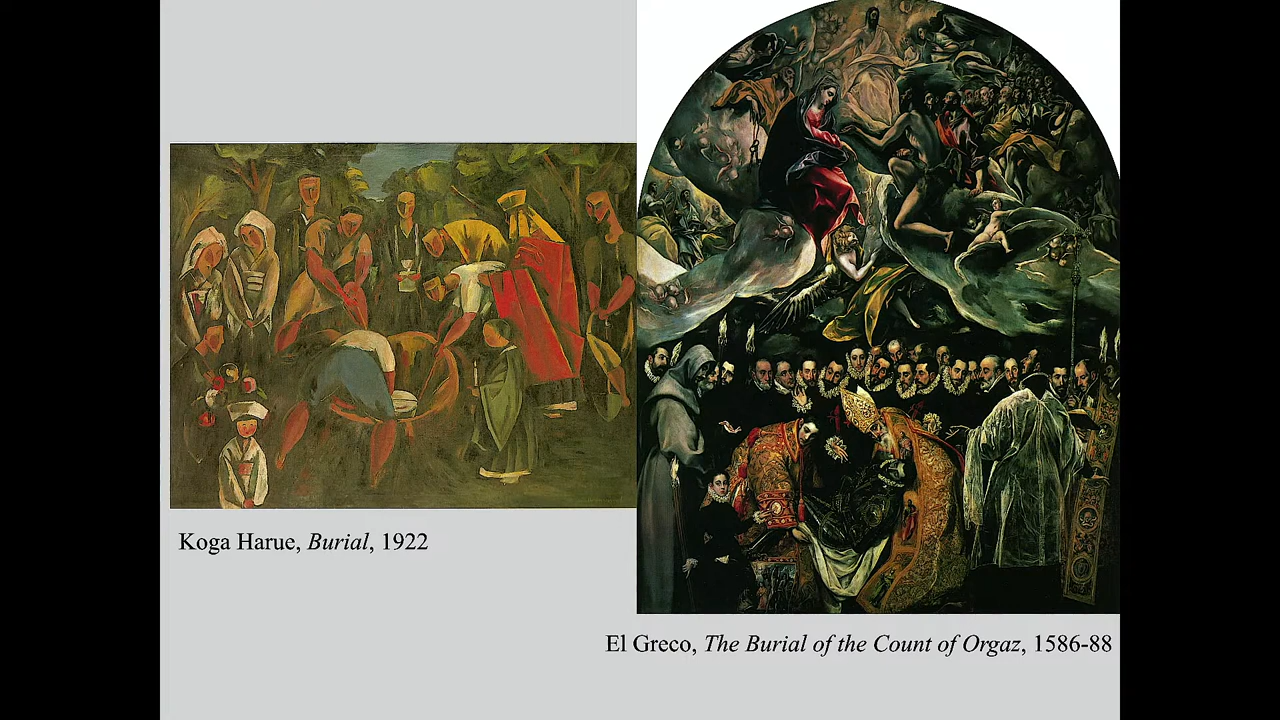 Koga Harue, Burial, 1922
El Greco, The Burial of the Count of Orgaz, 1586-88